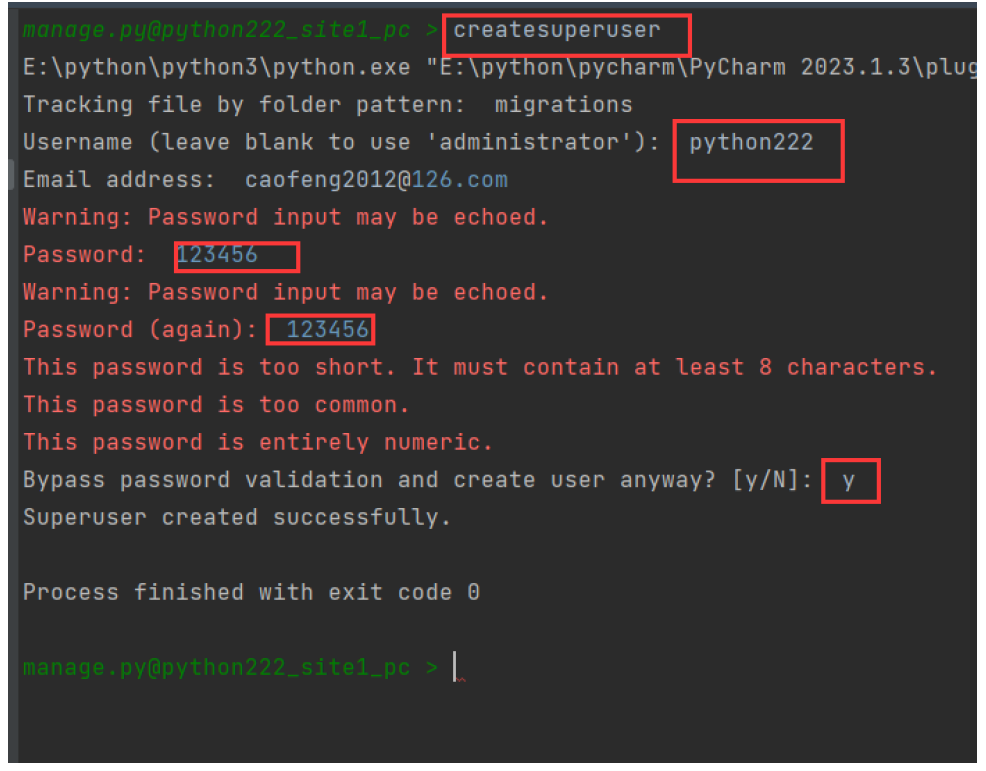 manage.py@python222_site1_pc > createsuperuser
E:\python\python3\python.exe "E:\python\pycharm\PyCharm 2023.1.3\plug
Tracking file by folder pattern:  migrations
Username (leave blank to use 'administrator'):  python222
Email address:  caofeng2012@126.com
Warning: Password input may be echoed.
Password:  123456
Warning: Password input may be echoed.
Password (again):  123456
This password is too short. It must contain at least 8 characters.
This password is too common.
This password is entirely numeric.
Bypass password validation and create user anyway? [y/N]:  y
Superuser created successfully.
Process finished with exit code 0
manage.py@python222_site1_pc >